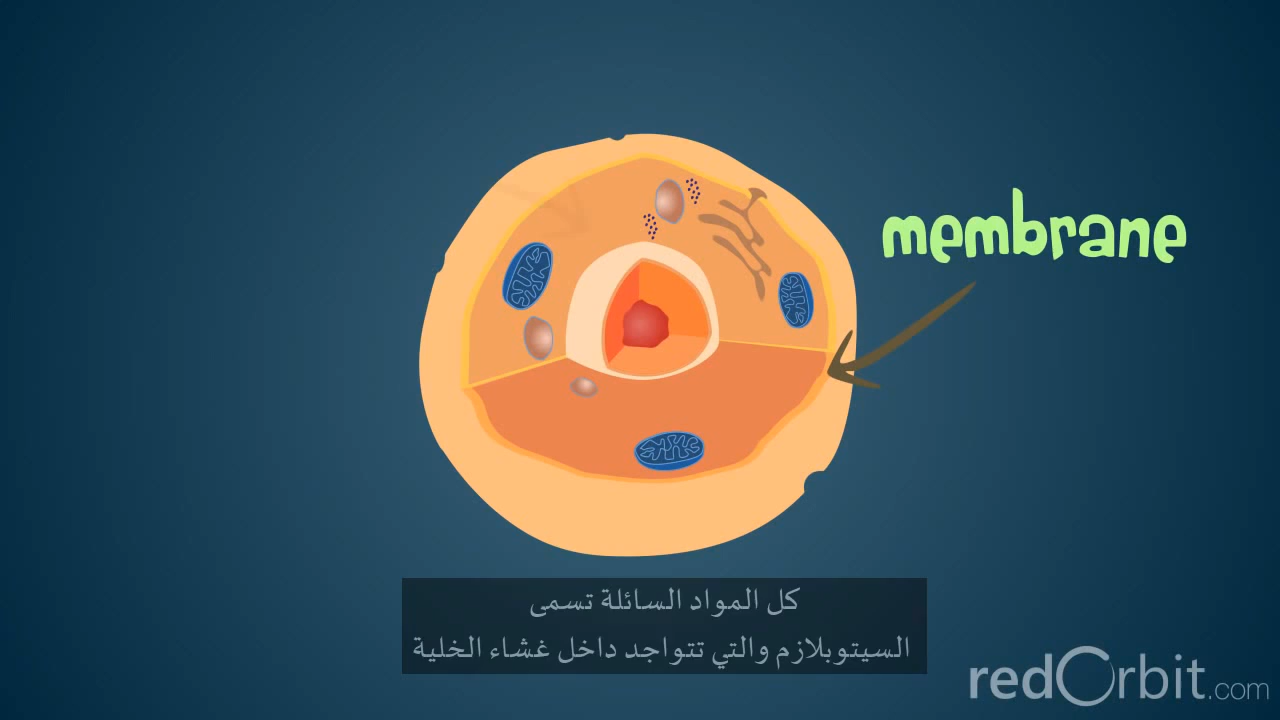 membrane
كل المواد السائلة تسمى
السيتوبلازم والتي تتواجد داخل غشاء الخلية
redOrbit.com